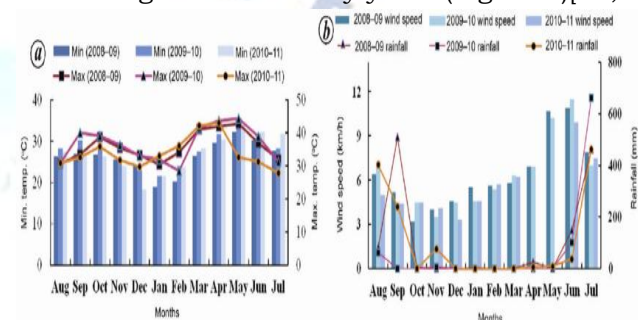 a
Min (2008–09) Min (2009–10) Min (2010–11)
Max (2008–09) Max (2009–10) Max (2010–11)
40
30
20
10
0
Min. temp. (°C)
50
40
30
20
10
0
Max. temp. (°C)
Aug Sep Oct Nov Dec Jan Feb Mar Apr May Jun Jul
Months
b
2008–09 wind speed 2009–10 wind speed 2010–11 wind speed
2008–09 rainfall 2009–10 rainfall 2010–11 rainfall
12
9
6
3
0
Wind speed (km/h)
800
600
400
200
0
Rainfall (mm)
Aug Sep Oct Nov Dec Jan Feb Mar Apr May Jun Jul
Months